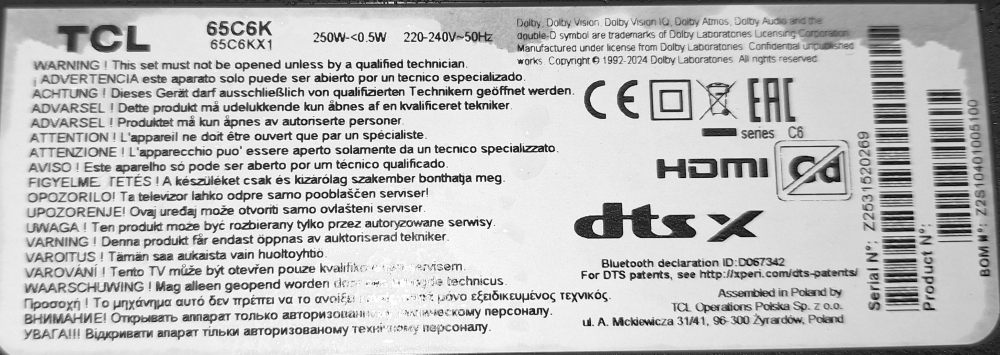 TCL
65C6K
65C6KX1
250W-<0.5W 220-240V~50Hz
Dolby, Dolby Vision, Dolby Vision IQ, Dolby Atmos, Dolby Audio and the
double-D symbol are trademarks of Dolby Laboratories Licensing Corporation
Manufactured under license from Dolby Laboratories. Confidential unpublished
works. Copyright © 1992-2024 Dolby Laboratories. All rights reserved.
WARNING ! This set must not be opened unless by a qualified technician.
¡ ADVERTENCIA este aparato solo puede ser abierto por un tecnico especializado.
ACHTUNG ! Dieses Gerät darf ausschließlich von qualifizierten Technikern geöffnet werden.
ADVARSEL ! Dette produkt må udelukkende kun åbnes af en kvalificeret tekniker.
ADVARSEL ! Produktet må kun åpnes av autoriserte personer.
ATTENTION ! L'appareil ne doit être ouvert que par un spécialiste.
ATTENZIONE ! L'apparecchio puo' essere aperto solamente da un tecnico specializzato.
AVISO ! Este aparelho só pode ser aberto por um técnico qualificado.
FIGYELME TETÉS ! A készüléket csak és kizárólag szakember bonthatja meg.
OPOZORILO! Ta televizor lahko odpre samo pooblaščen serviser!
UPOZORENJE! Ovaj uređaj može otvoriti samo ovlašteni serviser.
UWAGA ! Ten produkt może być rozbierany tylko przez autoryzowane serwisy.
VARNING ! Denna produkt får endast öppnas av auktoriserad tekniker.
VAROITUS ! Tämän saa aukaista vain huoltoyhtiö.
VAROVÁNÍ ! Tento TV může být otevřen pouze servisem.
WAARSCHUWING ! Mag alleen geopend worden technicus.
Προσοχή ! Το μηχάνημα αυτό δεν πρέπει να το ανοίξει μόνο εξειδικευμένος τεχνικός.
ВНИМАНИЕ! Открывать аппарат только персоналу.
УВАГА!!! Відкривати апарат тільки авторизованому персоналу.
CE EAC
series C6
HDMI Cd
dts X
Bluetooth declaration ID:D067342
For DTS patents, see http://xperi.com/dts-patents/
Assembled in Poland by
TCL Operations Polska Sp. z o.o.
ul. A. Mickiewicza 31/41, 96-300 Żyrardów, Poland
Serial Nº: Z2531520269
Product Nº:
BOM Nº: Z2S10401005100